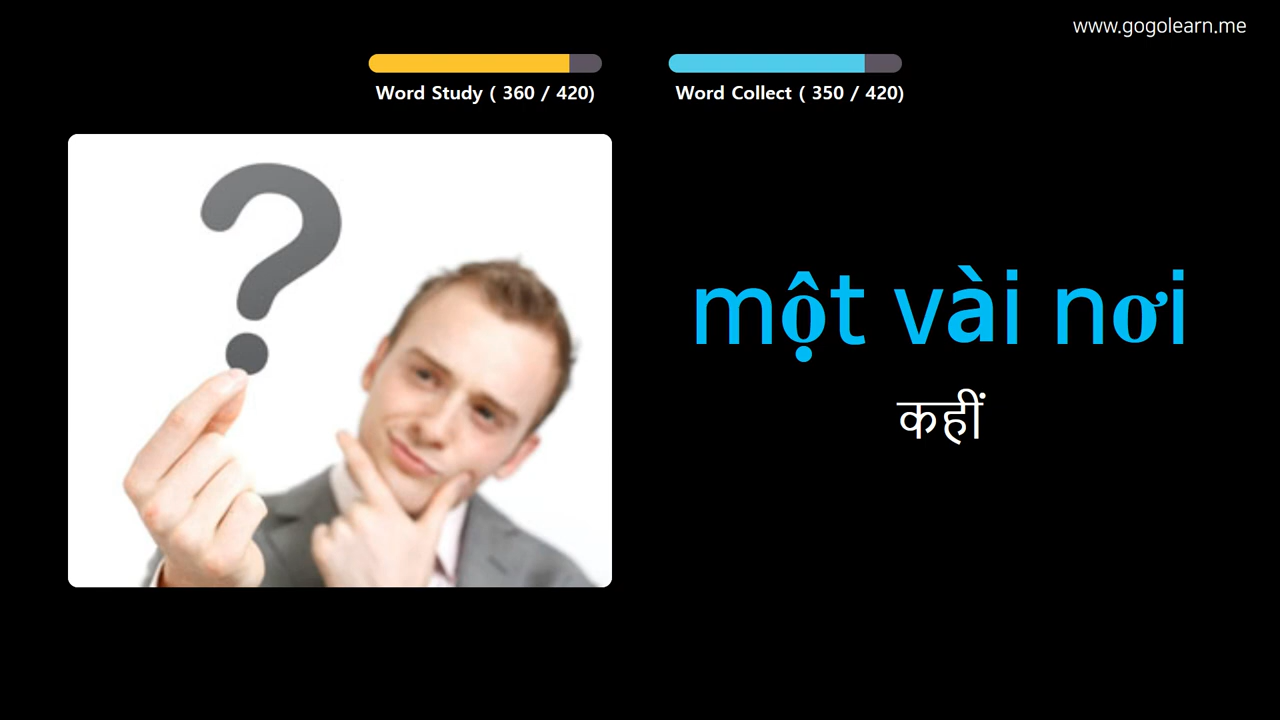 www.gogolearn.me
Word Study ( 360 / 420)
Word Collect ( 350 / 420)
một vài nơi
कहीं